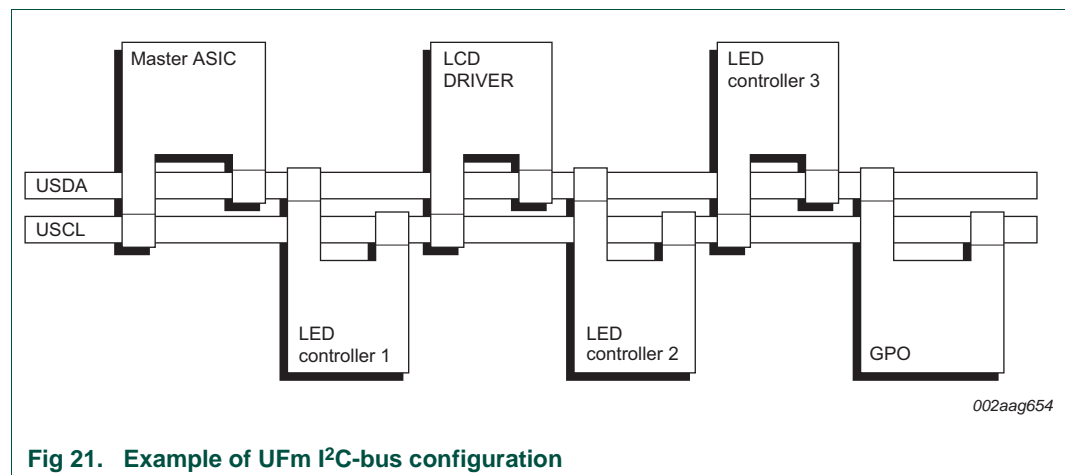 Master ASIC
LCD
DRIVER
LED
controller 3
USDA
USCL
LED
controller 1
LED
controller 2
GPO
002aag654
Fig 21. Example of UFm I²C-bus configuration